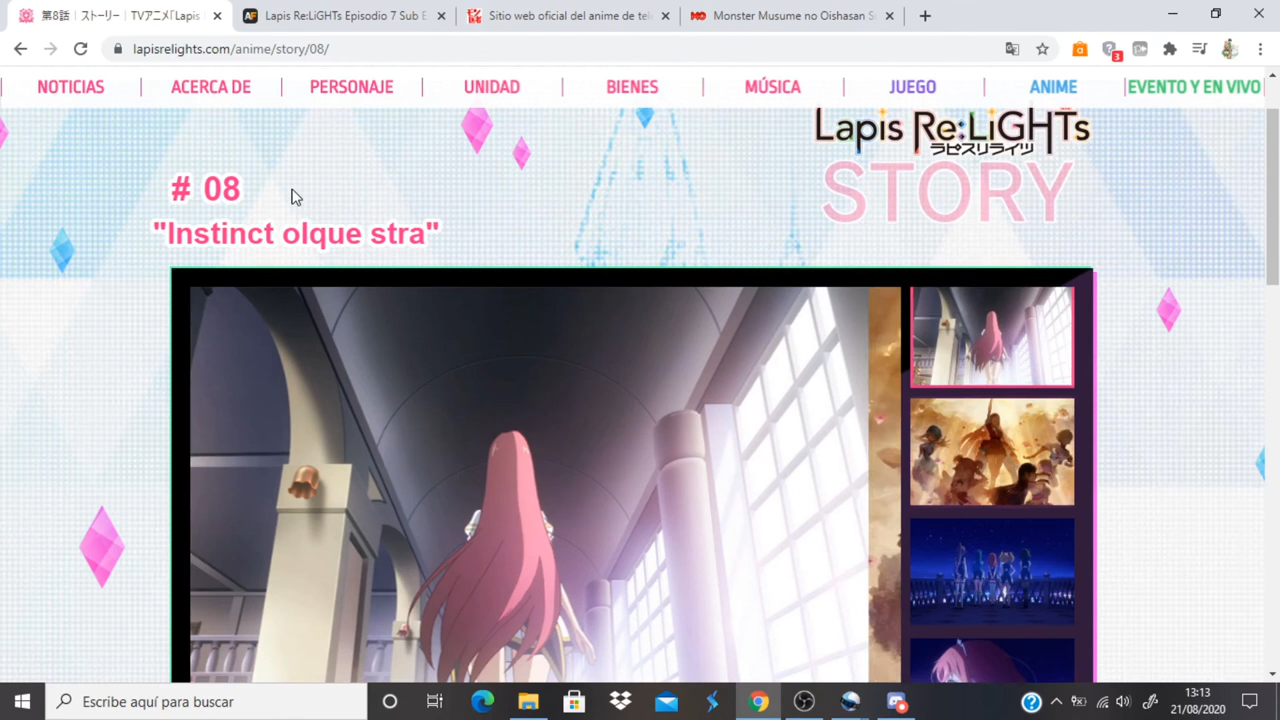 第8話｜ストーリー｜TVアニメ「Lapis
Lapis Re:LiGHTs Episodio 7 Sub E
Sitio web oficial del anime de tel
Monster Musume no Oishasan S
lapisrelights.com/anime/story/08/
3
NOTICIAS
ACERCA DE
PERSONAJE
UNIDAD
BIENES
MÚSICA
JUEGO
ANIME
EVENTO Y EN VIVO
Lapis Re:LiGHTs
ラピスリライツ
STORY
# 08
"Instinct olque stra"
Escribe aquí para buscar
13:13
21/08/2020